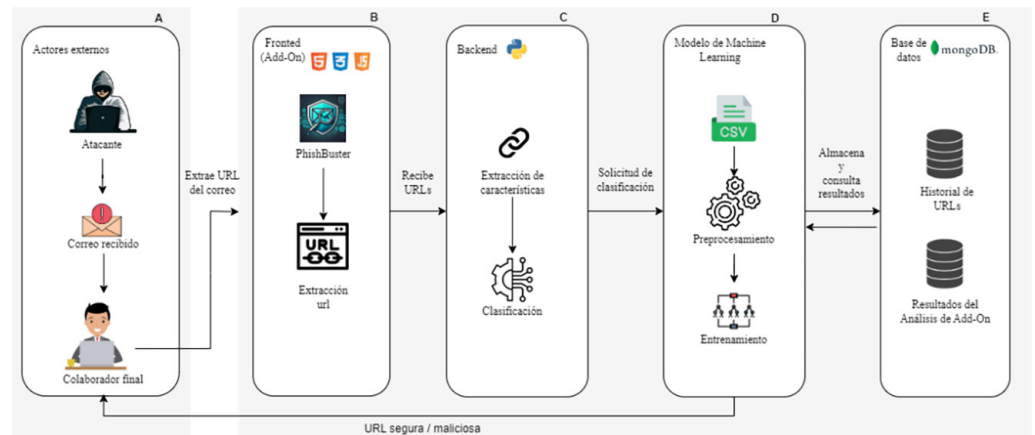 A
Actores externos
Atacante
Correo recibido
Colaborador final
Extrae URL
del correo
B
Fronted
(Add-On)
PhishBuster
URL
Extracción
url
Recibe
URLs
C
Backend
Extracción de
características
Clasificación
Solicitud de
clasificación
D
Modelo de Machine
Learning
CSV
Preprocesamiento
Entrenamiento
Almacena
y
consulta
resultados
E
Base de
datos
mongoDB.
Historial de
URLs
Resultados del
Análisis de Add-On
URL segura / maliciosa